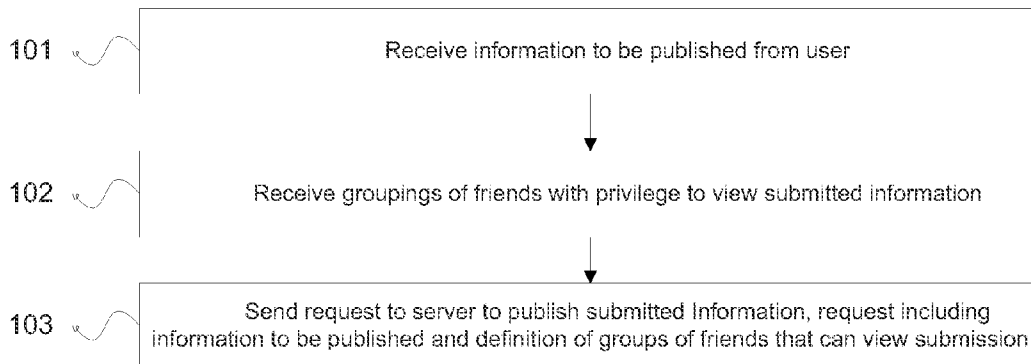 101
Receive information to be published from user
102
Receive groupings of friends with privilege to view submitted information
103
Send request to server to publish submitted Information, request including
information to be published and definition of groups of friends that can view submission